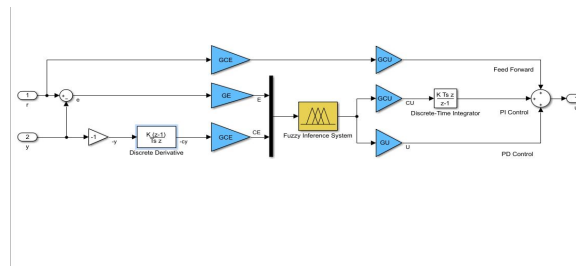 GCE
GCU
Feed Forward
1
r
e
GE
E
GCU
CU
K Ts z
z-1
Discrete-Time Integrator
PI Control
Fuzzy Inference System
2
y
-1
-y
K (z-1)
Ts z
Discrete Derivative
-cy
GCE
CE
GU
U
PD Control